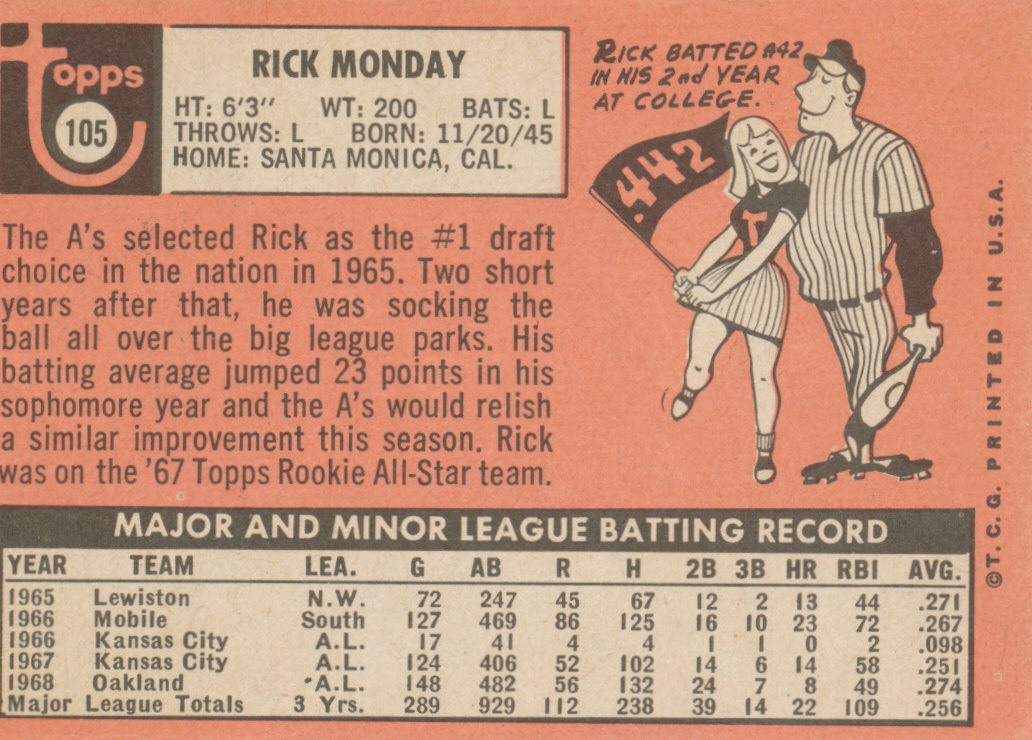 topps
105
RICK MONDAY
HT: 6'3" WT: 200 BATS: L
THROWS: L BORN: 11/20/45
HOME: SANTA MONICA, CAL.
RICK BATTED .442
IN HIS 2nd YEAR
AT COLLEGE.
.442
T
The A's selected Rick as the #1 draft
choice in the nation in 1965. Two short
years after that, he was socking the
ball all over the big league parks. His
batting average jumped 23 points in his
sophomore year and the A's would relish
a similar improvement this season. Rick
was on the '67 Topps Rookie All-Star team.
MAJOR AND MINOR LEAGUE BATTING RECORD
YEAR TEAM LEA. G AB R H 2B 3B HR RBI AVG.
1965 Lewiston N.W. 72 247 45 67 12 2 13 44 .271
1966 Mobile South 127 469 86 125 16 10 23 72 .267
1966 Kansas City A.L. 17 41 4 4 1 1 0 2 .098
1967 Kansas City A.L. 124 406 52 102 14 6 14 58 .251
1968 Oakland A.L. 148 482 56 132 24 7 8 49 .274
Major League Totals 3 Yrs. 289 929 112 238 39 14 22 109 .256
©T.C.G. PRINTED IN U.S.A.